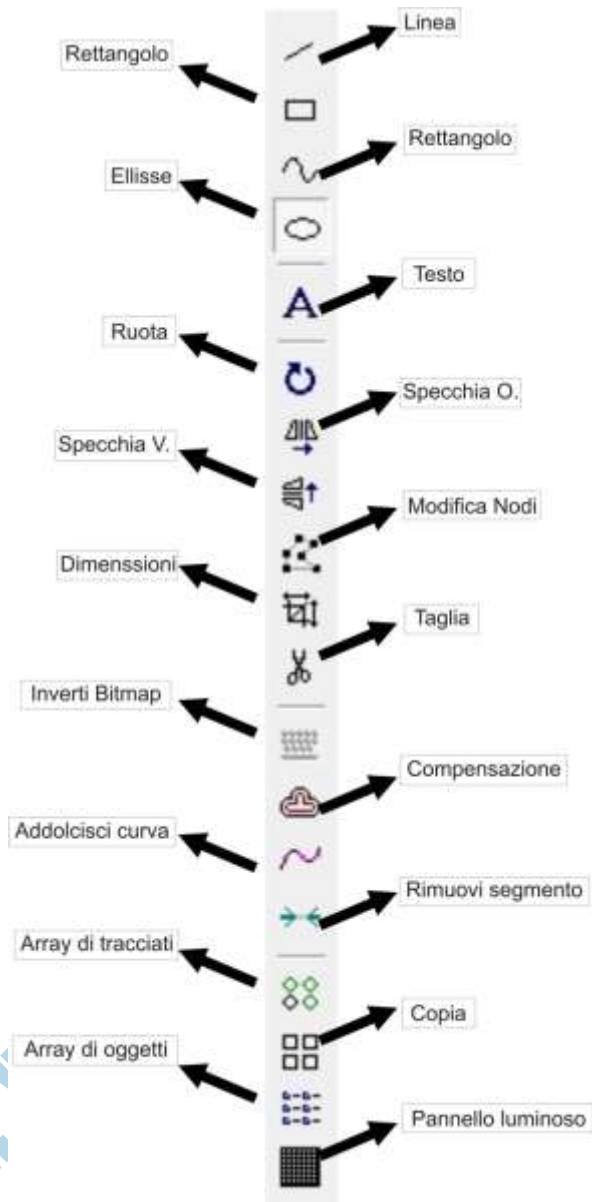 Linea
Rettangolo
Rettangolo
Ellisse
Testo
Ruota
Specchia O.
Specchia V.
Modifica Nodi
Dimenssioni
Taglia
Inverti Bitmap
Compensazione
Addolcisci curva
Rimuovi segmento
Array di tracciati
Copia
Array di oggetti
Pannello luminoso